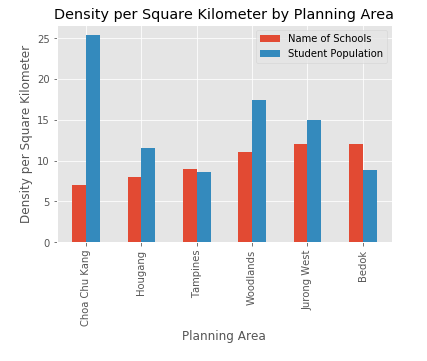 Density per Square Kilometer by Planning Area
Name of Schools
Student Population
Density per Square Kilometer
25
20
15
10
5
0
Choa Chu Kang
Hougang
Tampines
Woodlands
Jurong West
Bedok
Planning Area